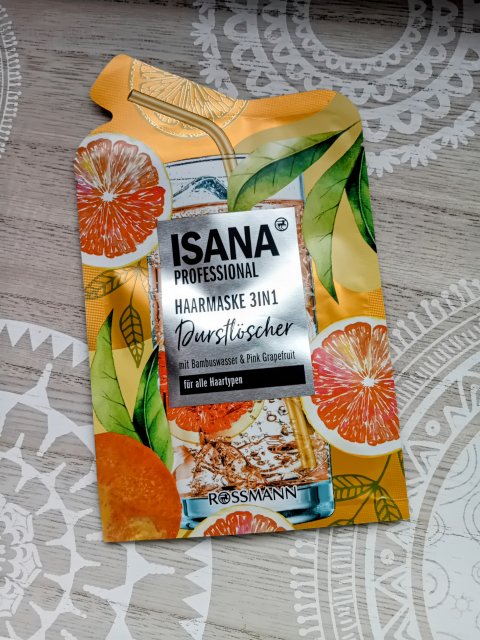 ISANA
PROFESSIONAL
HAARMASKE 3IN1
Durstlöscher
mit Bambuswasser & Pink Grapefruit
für alle Haartypen
ROSSMANN